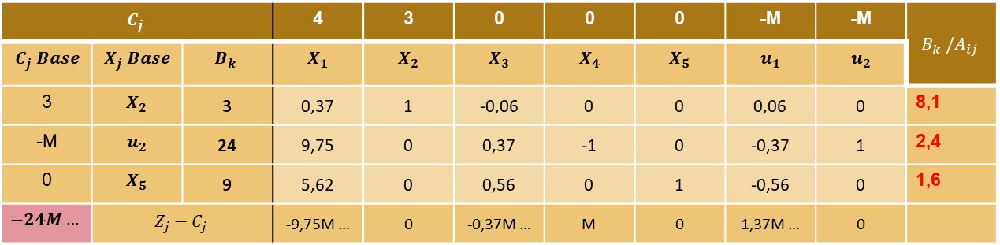 C_j 4 3 0 0 0 -M -M B_k /A_ij
C_j Base X_j Base B_k X_1 X_2 X_3 X_4 X_5 u_1 u_2
3 X_2 3 0,37 1 -0,06 0 0 0,06 0 8,1
-M u_2 24 9,75 0 0,37 -1 0 -0,37 1 2,4
0 X_5 9 5,62 0 0,56 0 1 -0,56 0 1,6
−24M … Z_j − C_j -9,75M … 0 -0,37M … M 0 1,37M … 0